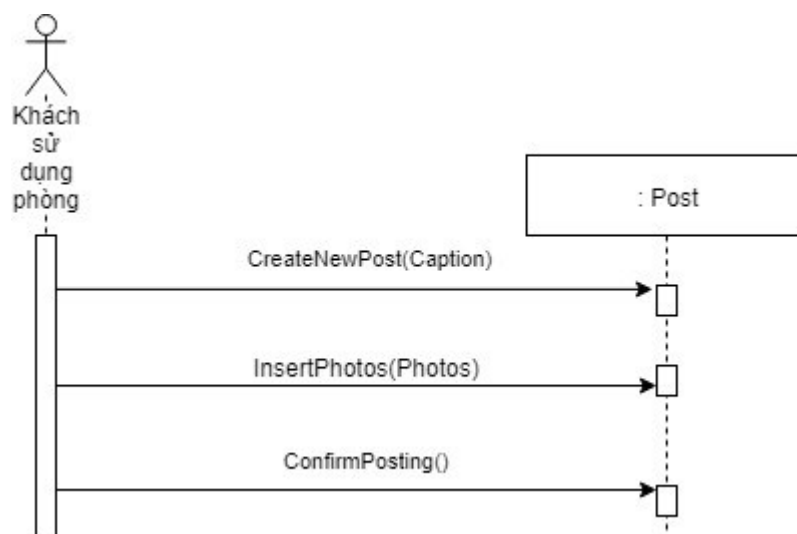 Khách
sử
dụng
phòng
: Post
CreateNewPost(Caption)
InsertPhotos(Photos)
ConfirmPosting()